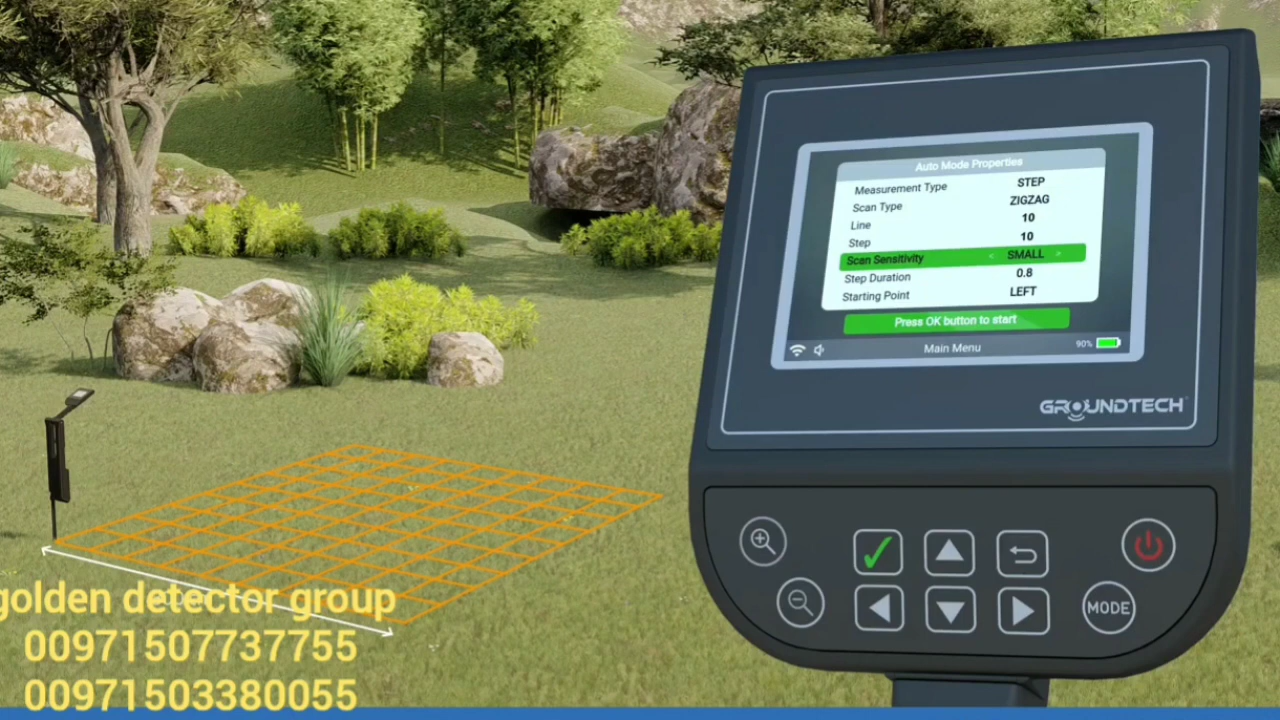 Auto Mode Properties
Measurement Type STEP
Scan Type ZIGZAG
Line 10
Step 10
Scan Sensitivity < SMALL >
Step Duration 0.8
Starting Point LEFT
Press OK button to start
Main Menu 90%
GROUNDTECH
MODE
golden detector group
00971507737755
00971503380055